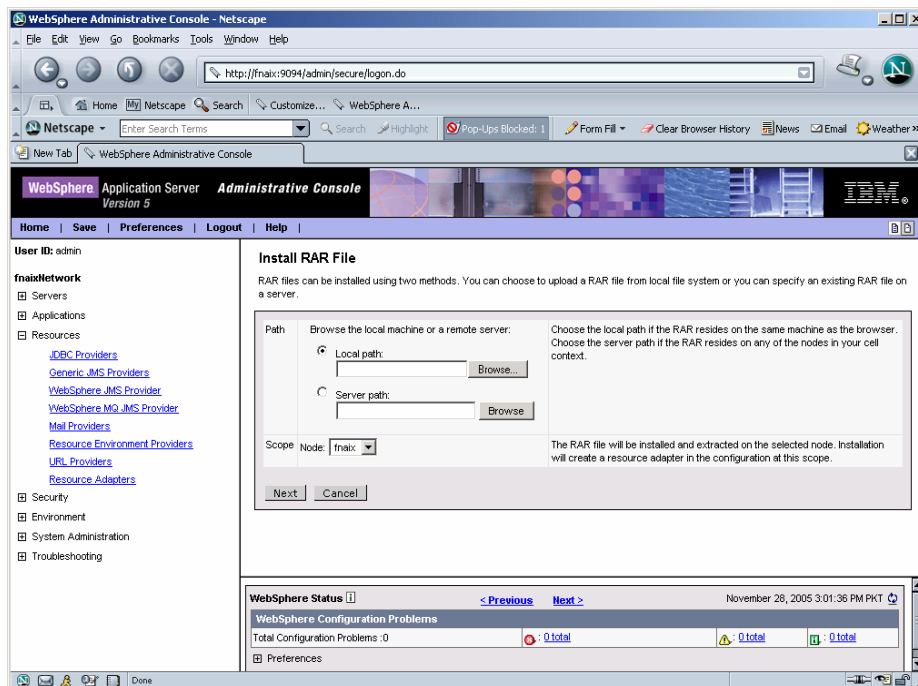 WebSphere Administrative Console - Netscape
File Edit View Go Bookmarks Tools Window Help
http://fnaix:9094/admin/secure/logon.do
N
Home My Netscape Search Customize... WebSphere A...
Netscape Enter Search Terms Search Highlight Pop-Ups Blocked: 1 Form Fill Clear Browser History News Email Weather
New Tab WebSphere Administrative Console
WebSphere Application Server Administrative Console
Version 5
IBM.
Home | Save | Preferences | Logout | Help |
User ID: admin
fnaixNetwork
Servers
Applications
Resources
JDBC Providers
Generic JMS Providers
WebSphere JMS Provider
WebSphere MQ JMS Provider
Mail Providers
Resource Environment Providers
URL Providers
Resource Adapters
Security
Environment
System Administration
Troubleshooting
Install RAR File
RAR files can be installed using two methods. You can choose to upload a RAR file from local file system or you can specify an existing RAR file on
a server.
Path Browse the local machine or a remote server:
Local path:
Browse...
Server path:
Browse
Choose the local path if the RAR resides on the same machine as the browser.
Choose the server path if the RAR resides on any of the nodes in your cell
context.
Scope Node: fnaix
The RAR file will be installed and extracted on the selected node. Installation
will create a resource adapter in the configuration at this scope.
Next Cancel
WebSphere Status i < Previous Next > November 28, 2005 3:01:36 PM PKT
WebSphere Configuration Problems
Total Configuration Problems :0 : 0 total : 0 total : 0 total
Preferences
Done